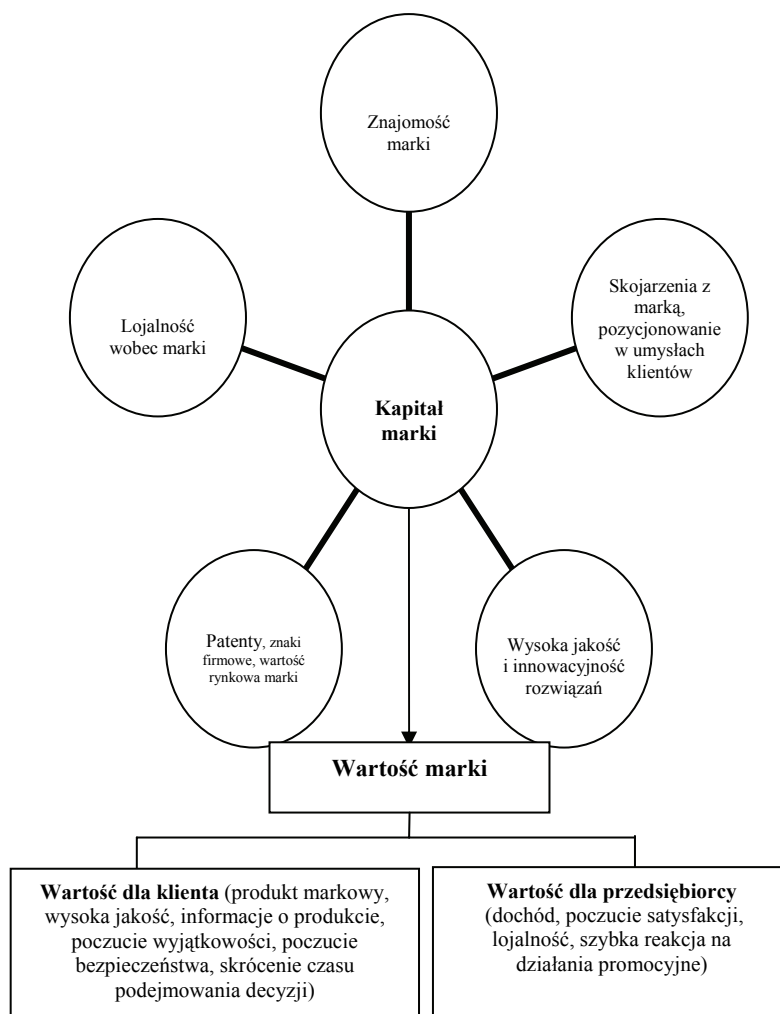 Znajomość
marki
Skojarzenia z
marką,
pozycjonowanie
w umysłach
klientów
Lojalność
wobec marki
Kapitał
marki
Patenty, znaki
firmowe, wartość
rynkowa marki
Wysoka jakość
i innowacyjność
rozwiązań
Wartość marki
Wartość dla klienta (produkt markowy,
wysoka jakość, informacje o produkcie,
poczucie wyjątkowości, poczucie
bezpieczeństwa, skrócenie czasu
podejmowania decyzji)
Wartość dla przedsiębiorcy
(dochód, poczucie satysfakcji,
lojalność, szybka reakcja na
działania promocyjne)